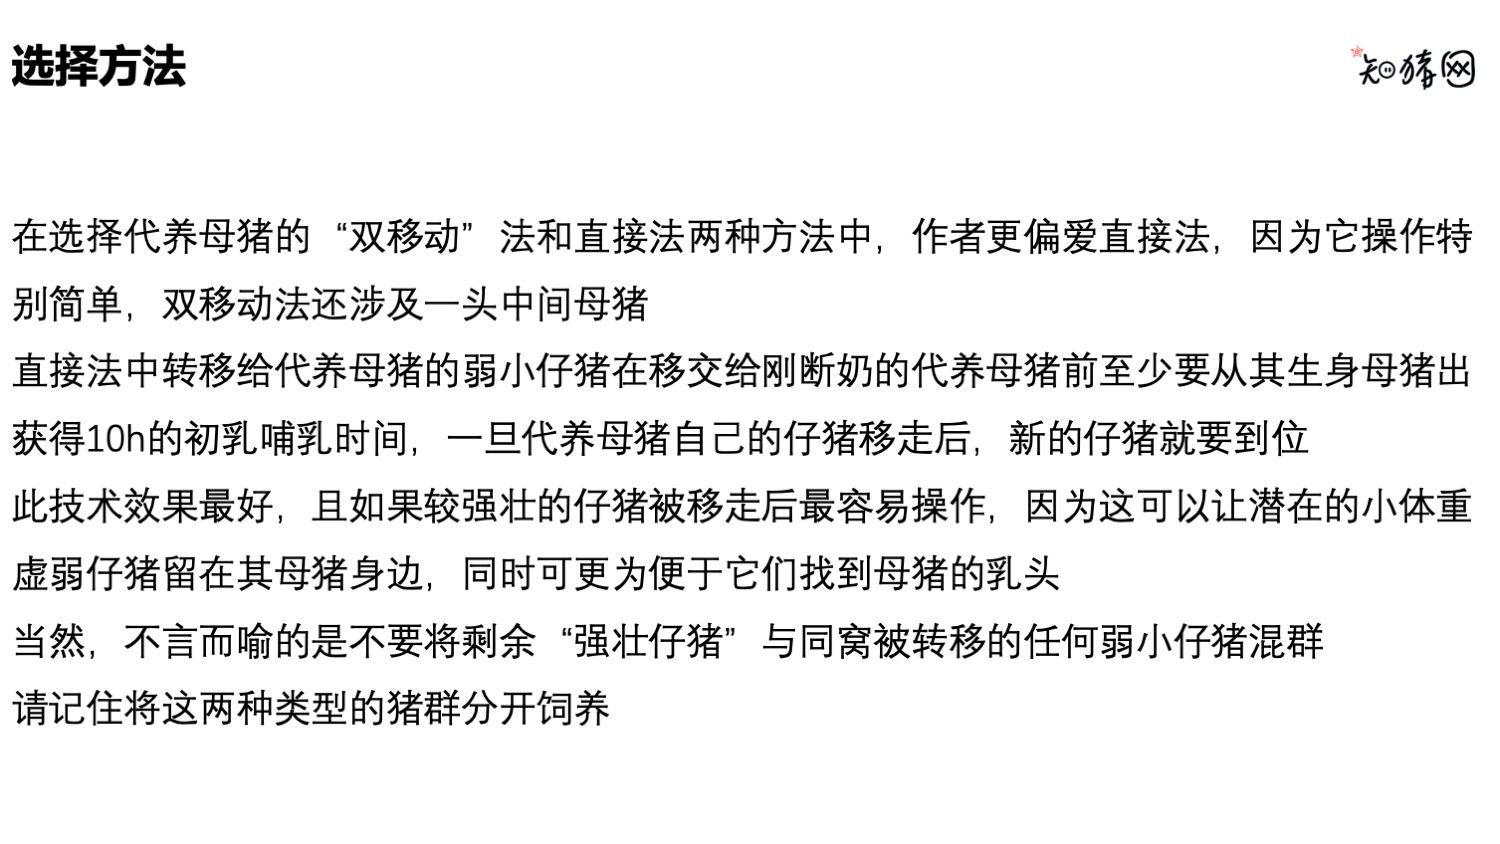 选择方法
知猪网
在选择代养母猪的“双移动”法和直接法两种方法中，作者更偏爱直接法，因为它操作特
别简单，双移动法还涉及一头中间母猪
直接法中转移给代养母猪的弱小仔猪在移交给刚断奶的代养母猪前至少要从其生身母猪出
获得10h的初乳哺乳时间，一旦代养母猪自己的仔猪移走后，新的仔猪就要到位
此技术效果最好，且如果较强壮的仔猪被移走后最容易操作，因为这可以让潜在的小体重
虚弱仔猪留在其母猪身边，同时可更为便于它们找到母猪的乳头
当然，不言而喻的是不要将剩余“强壮仔猪”与同窝被转移的任何弱小仔猪混群
请记住将这两种类型的猪群分开饲养